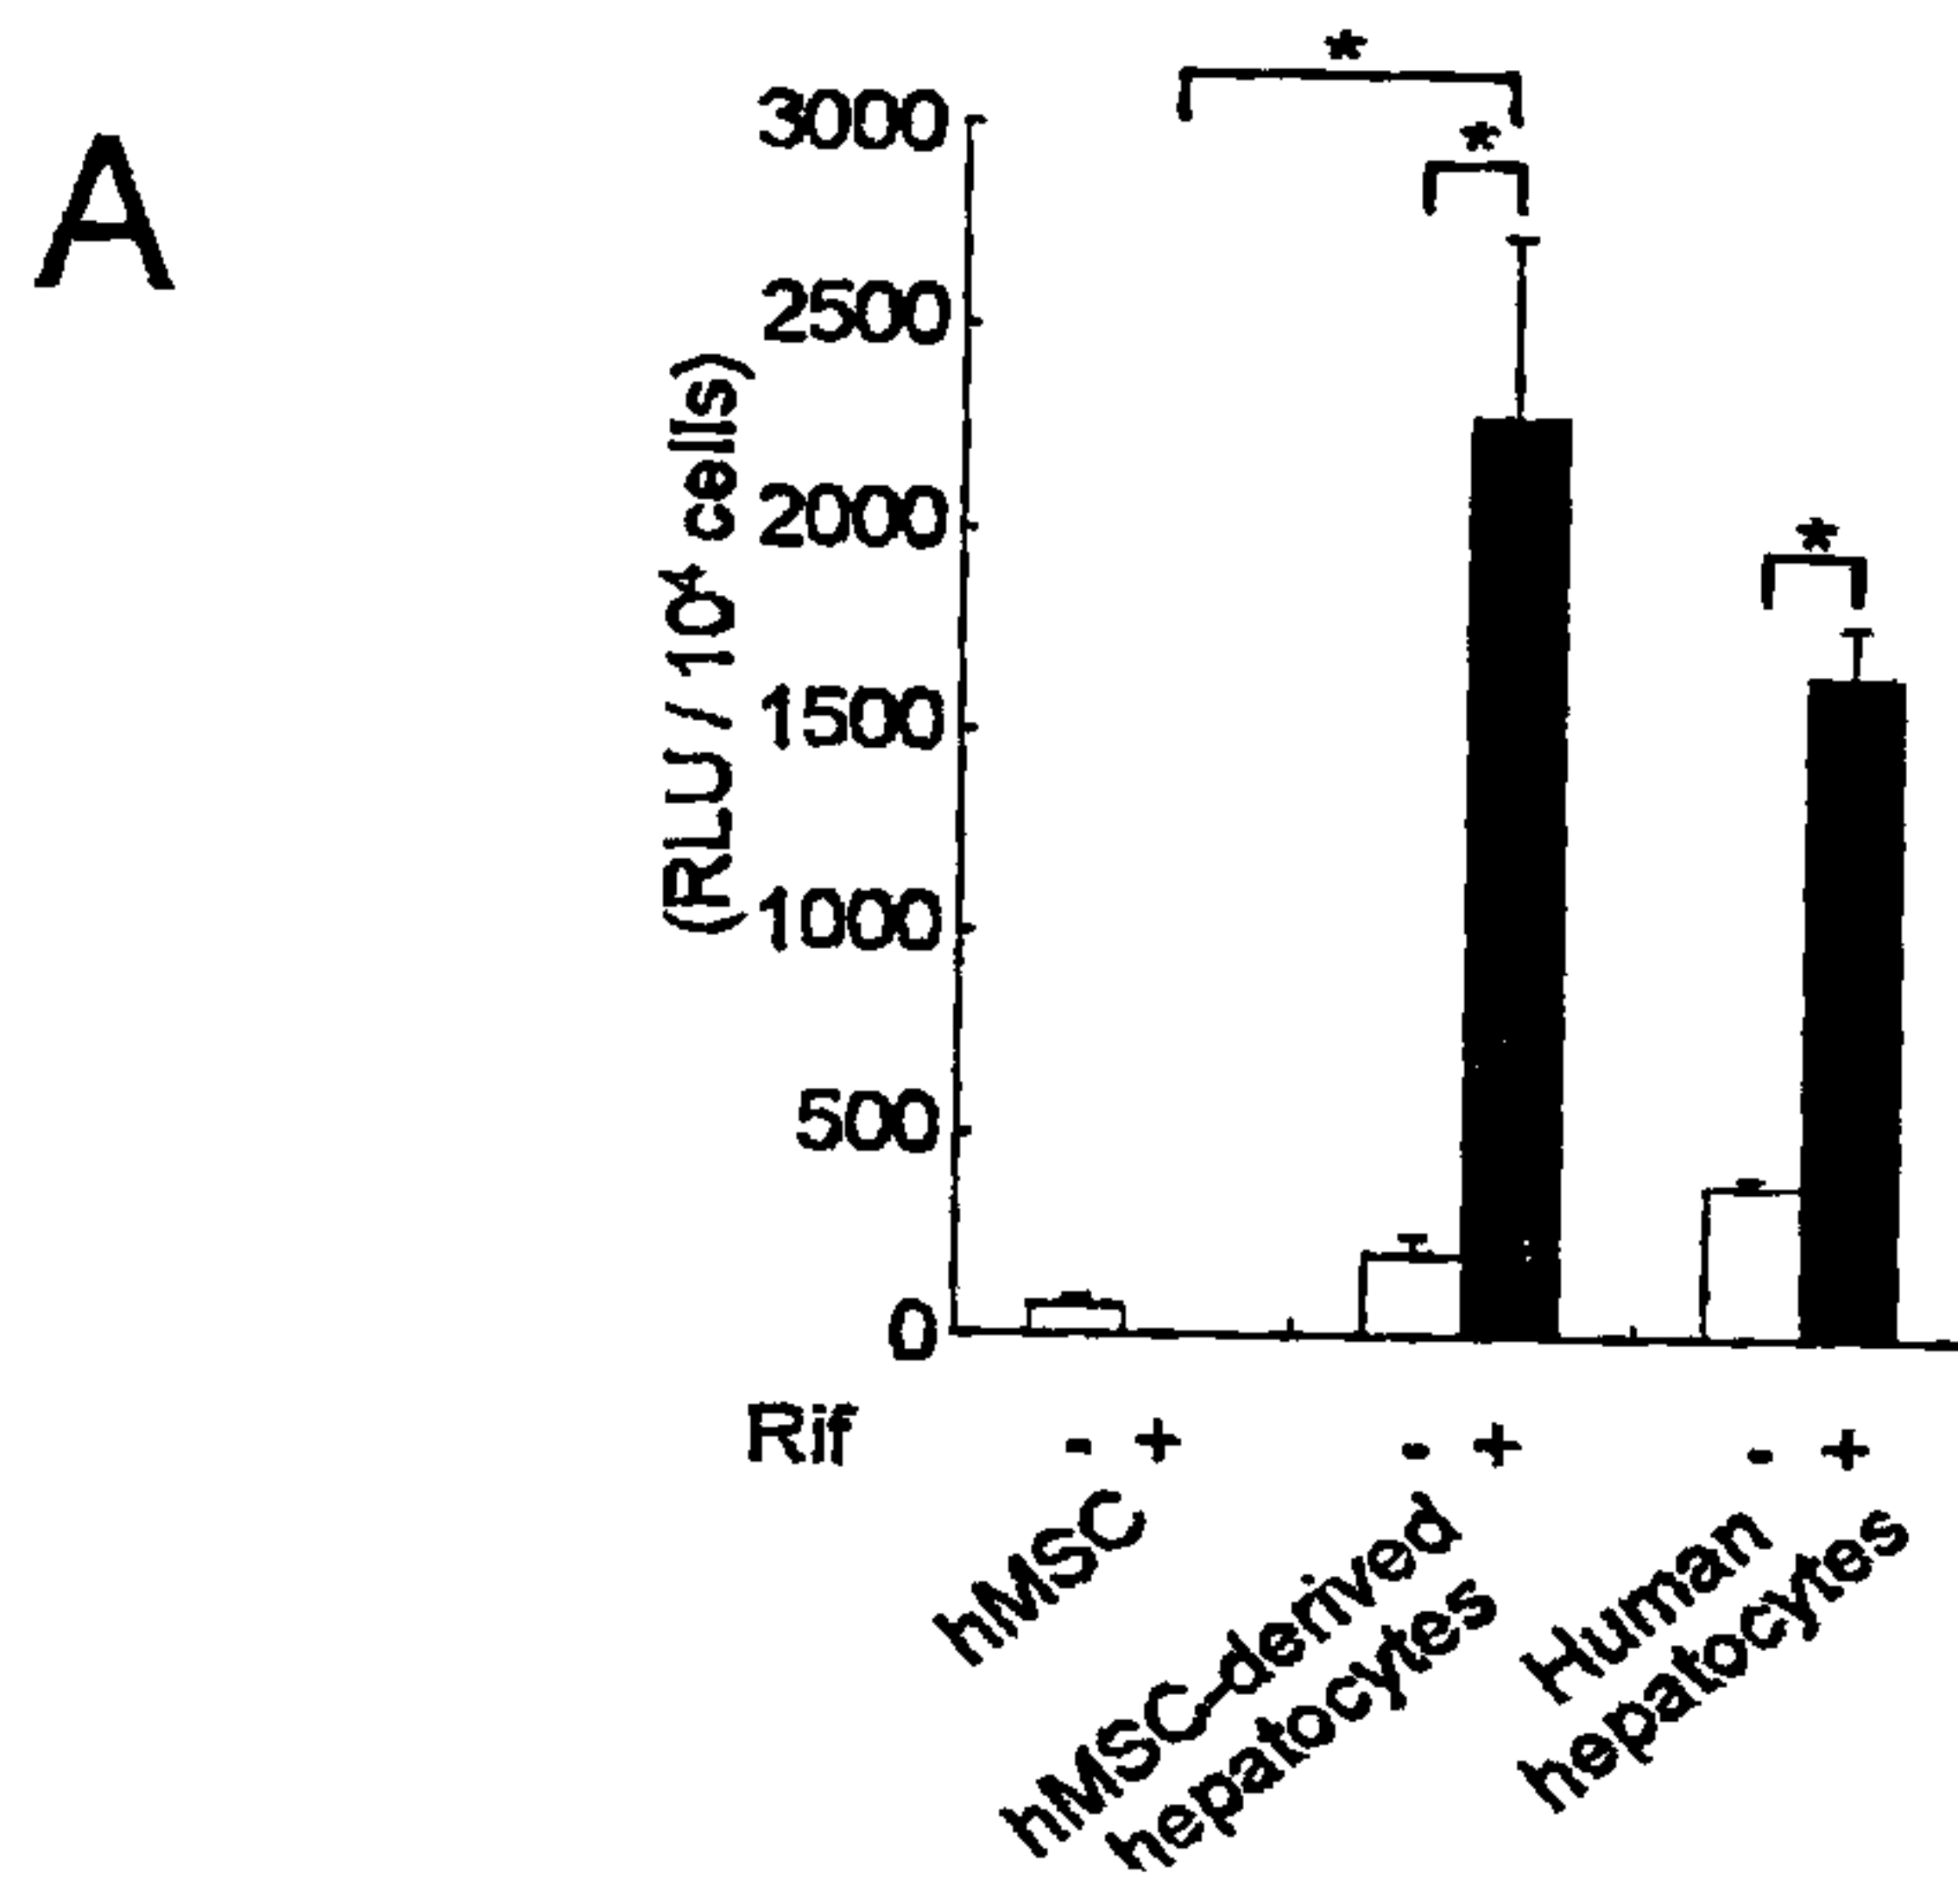 A
*
*
*
3000
2500
2000
1500
1000
500
0
(RLU / 10⁴ cells)
Rif - + - + - +
hMSC
hMSC-derived
hepatocytes
Human
hepatocytes